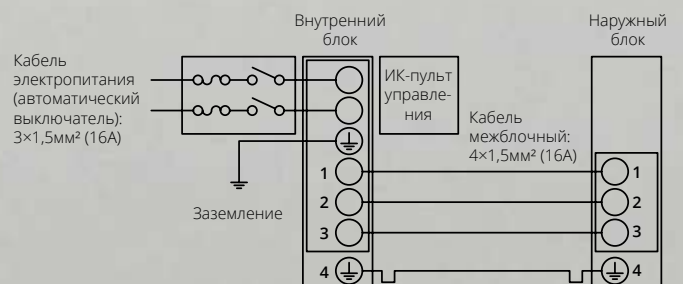 Внутренний
блок
Наружный
блок
Кабель
электропитания
(автоматический
выключатель):
3×1,5мм² (16А)
ИК-пульт
управле-
ния
Кабель
межблочный:
4×1,5мм² (16А)
Заземление
1
1
2
2
3
3
4
4